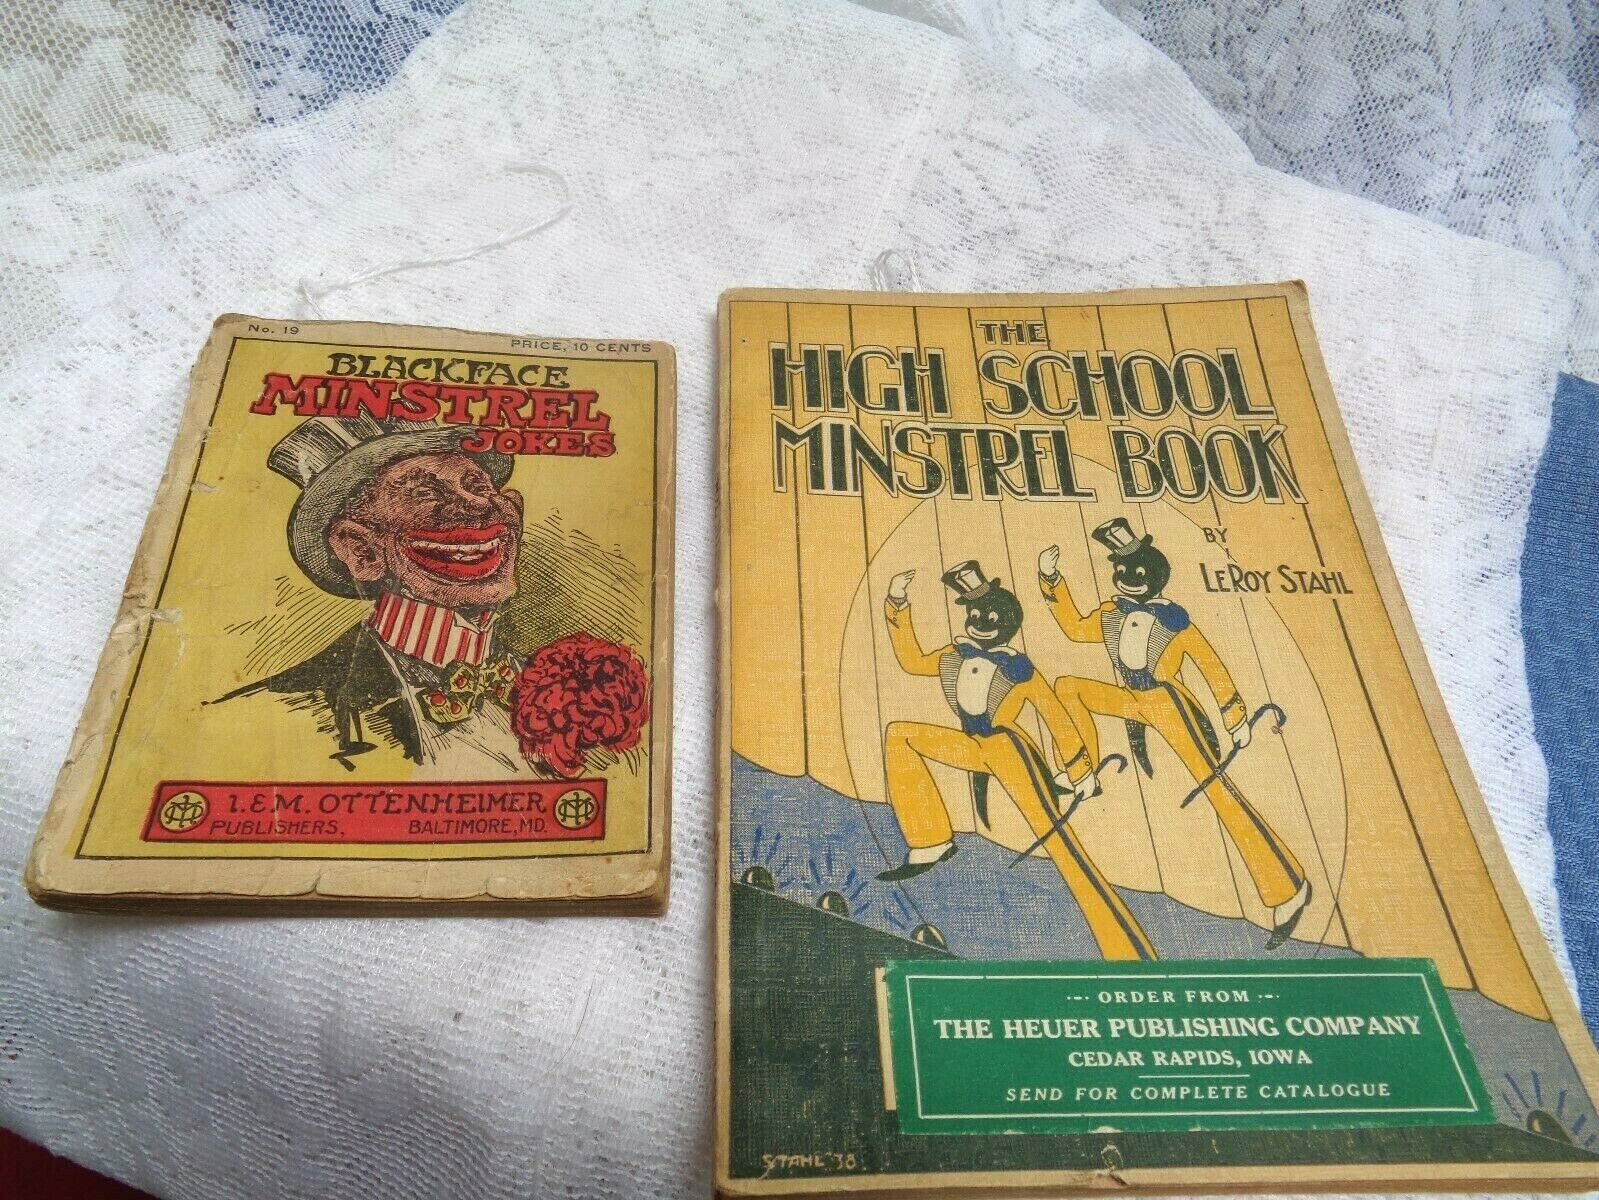 No. 19
PRICE, 10 CENTS
BLACKFACE
MINSTREL
JOKES
I. & M. OTTENHEIMER
PUBLISHERS, BALTIMORE, MD.
THE
HIGH SCHOOL
MINSTREL BOOK
BY
LEROY STAHL
ORDER FROM
THE HEUER PUBLISHING COMPANY
CEDAR RAPIDS, IOWA
SEND FOR COMPLETE CATALOGUE
STAHL '38